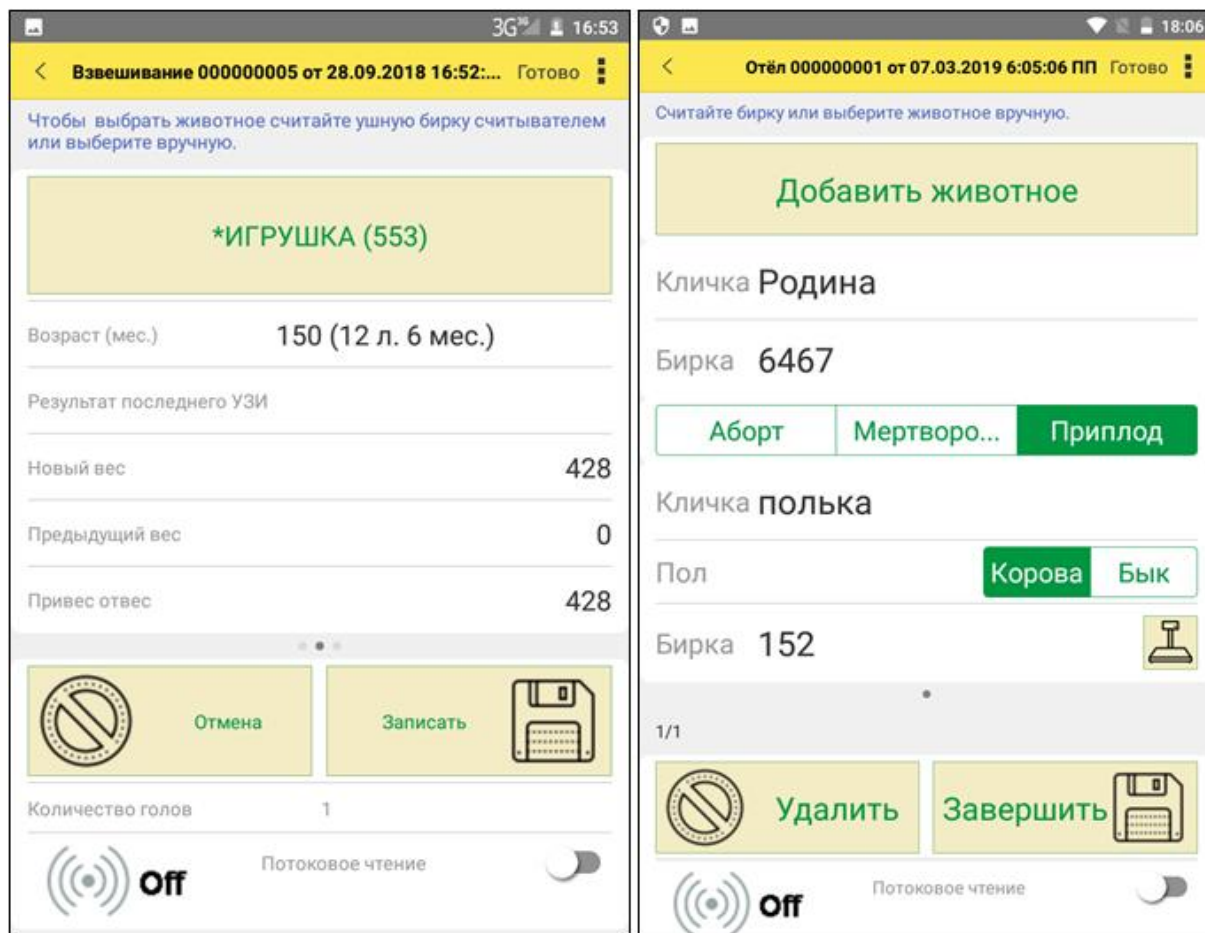 3G 3G 16:53
Взвешивание 000000005 от 28.09.2018 16:52:... Готово
Чтобы выбрать животное считайте ушную бирку считывателем
или выберите вручную.
*ИГРУШКА (553)
Возраст (мес.) 150 (12 л. 6 мес.)
Результат последнего УЗИ
Новый вес 428
Предыдущий вес 0
Привес отвес 428
Отмена Записать
Количество голов 1
Off Потоковое чтение
18:06
Отёл 000000001 от 07.03.2019 6:05:06 ПП Готово
Считайте бирку или выберите животное вручную.
Добавить животное
Кличка Родина
Бирка 6467
Аборт Мертворо... Приплод
Кличка полька
Пол Корова Бык
Бирка 152
1/1
Удалить Завершить
Off Потоковое чтение